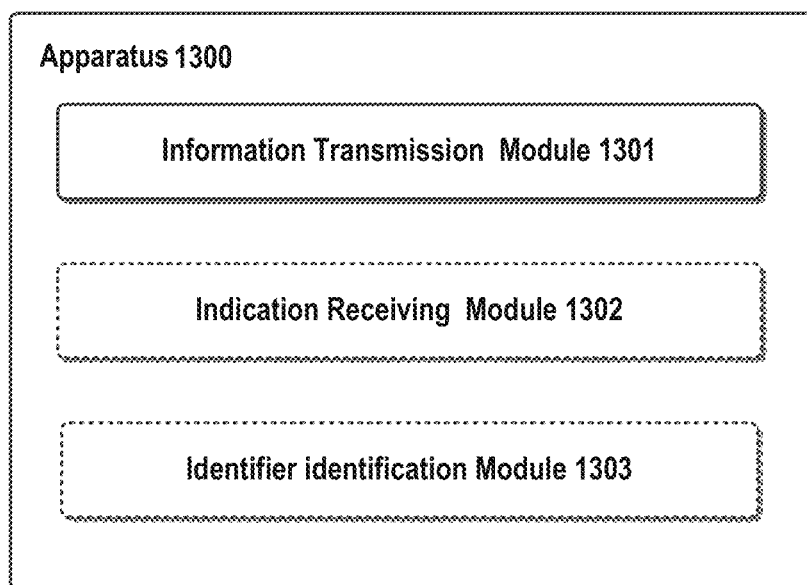 Apparatus 1300
Information Transmission Module 1301
Indication Receiving Module 1302
Identifier identification Module 1303